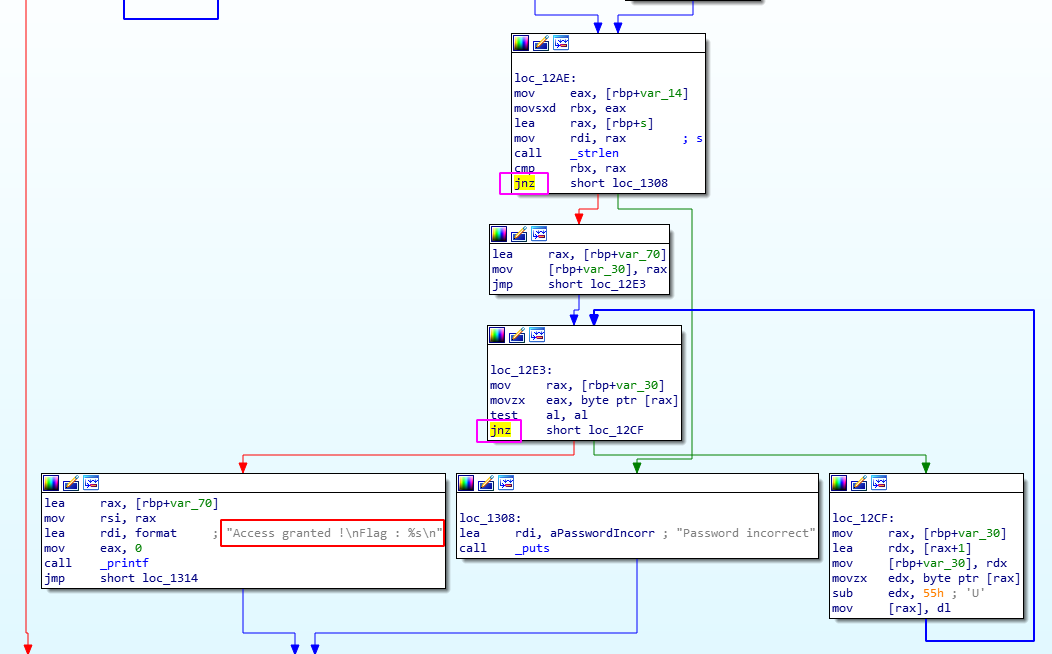 loc_12AE:
mov eax, [rbp+var_14]
movsxd rbx, eax
lea rax, [rbp+s]
mov rdi, rax ; s
call _strlen
cmp rbx, rax
jnz short loc_1308
lea rax, [rbp+var_70]
mov [rbp+var_30], rax
jmp short loc_12E3
loc_12E3:
mov rax, [rbp+var_30]
movzx eax, byte ptr [rax]
test al, al
jnz short loc_12CF
lea rax, [rbp+var_70]
mov rsi, rax
lea rdi, format ; "Access granted !\nFlag : %s\n"
mov eax, 0
call _printf
jmp short loc_1314
loc_1308:
lea rdi, aPasswordIncorr ; "Password incorrect"
call _puts
loc_12CF:
mov rax, [rbp+var_30]
lea rdx, [rax+1]
mov [rbp+var_30], rdx
movzx edx, byte ptr [rax]
sub edx, 55h ; 'U'
mov [rax], dl